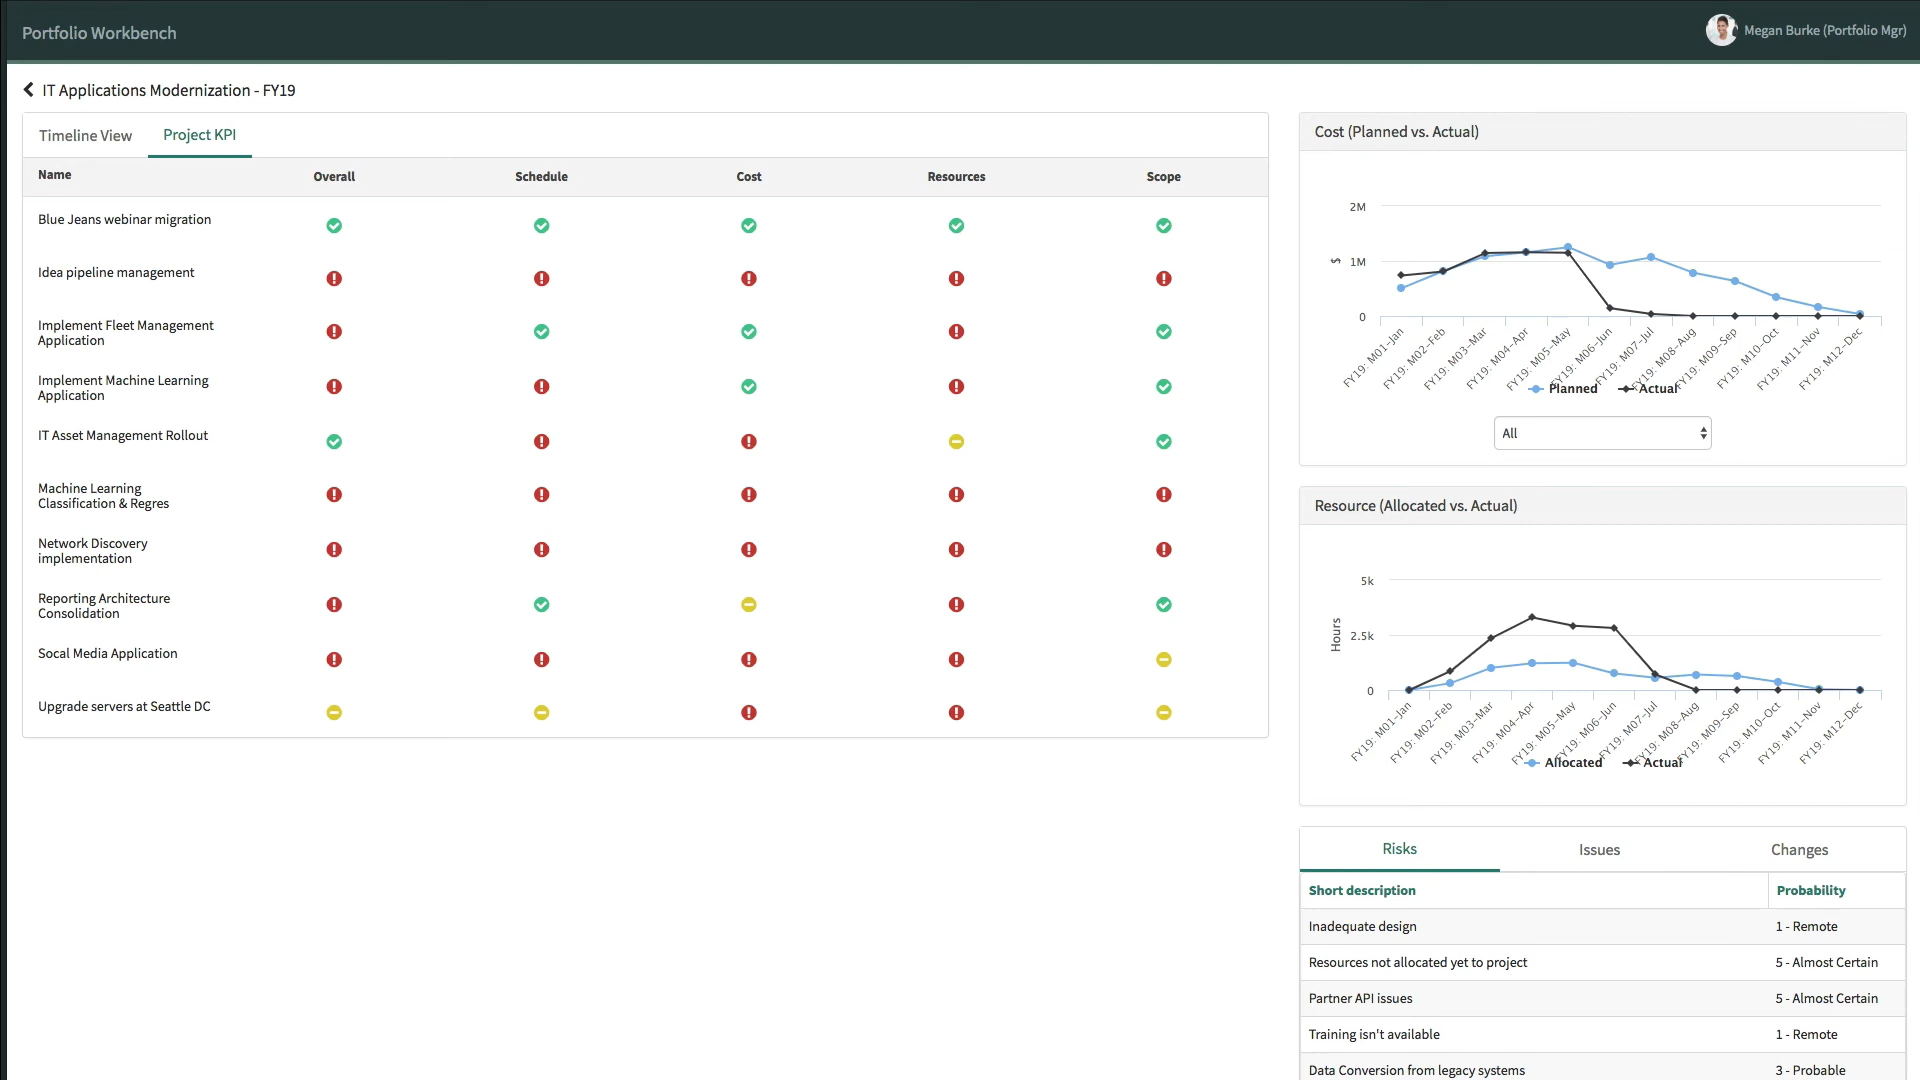 Portfolio Workbench
Megan Burke (Portfolio Mgr)
IT Applications Modernization - FY19
Timeline View
Project KPI
Name
Overall
Schedule
Cost
Resources
Scope
Blue Jeans webinar migration
Idea pipeline management
Implement Fleet Management
Application
Implement Machine Learning
Application
IT Asset Management Rollout
Machine Learning
Classification & Regres
Network Discovery
implementation
Reporting Architecture
Consolidation
Socal Media Application
Upgrade servers at Seattle DC
Cost (Planned vs. Actual)
2M
1M
0
$
FY19: M01-Jan
FY19: M02-Feb
FY19: M03-Mar
FY19: M04-Apr
FY19: M05-May
FY19: M06-Jun
FY19: M07-Jul
FY19: M08-Aug
FY19: M09-Sep
FY19: M10-Oct
FY19: M11-Nov
FY19: M12-Dec
Planned
Actual
All
Resource (Allocated vs. Actual)
5k
2.5k
0
Hours
FY19: M01-Jan
FY19: M02-Feb
FY19: M03-Mar
FY19: M04-Apr
FY19: M05-May
FY19: M06-Jun
FY19: M07-Jul
FY19: M08-Aug
FY19: M09-Sep
FY19: M10-Oct
FY19: M11-Nov
FY19: M12-Dec
Allocated
Actual
Risks
Issues
Changes
Short description
Probability
Inadequate design
1 - Remote
Resources not allocated yet to project
5 - Almost Certain
Partner API issues
5 - Almost Certain
Training isn't available
1 - Remote
Data Conversion from legacy systems
3 - Probable